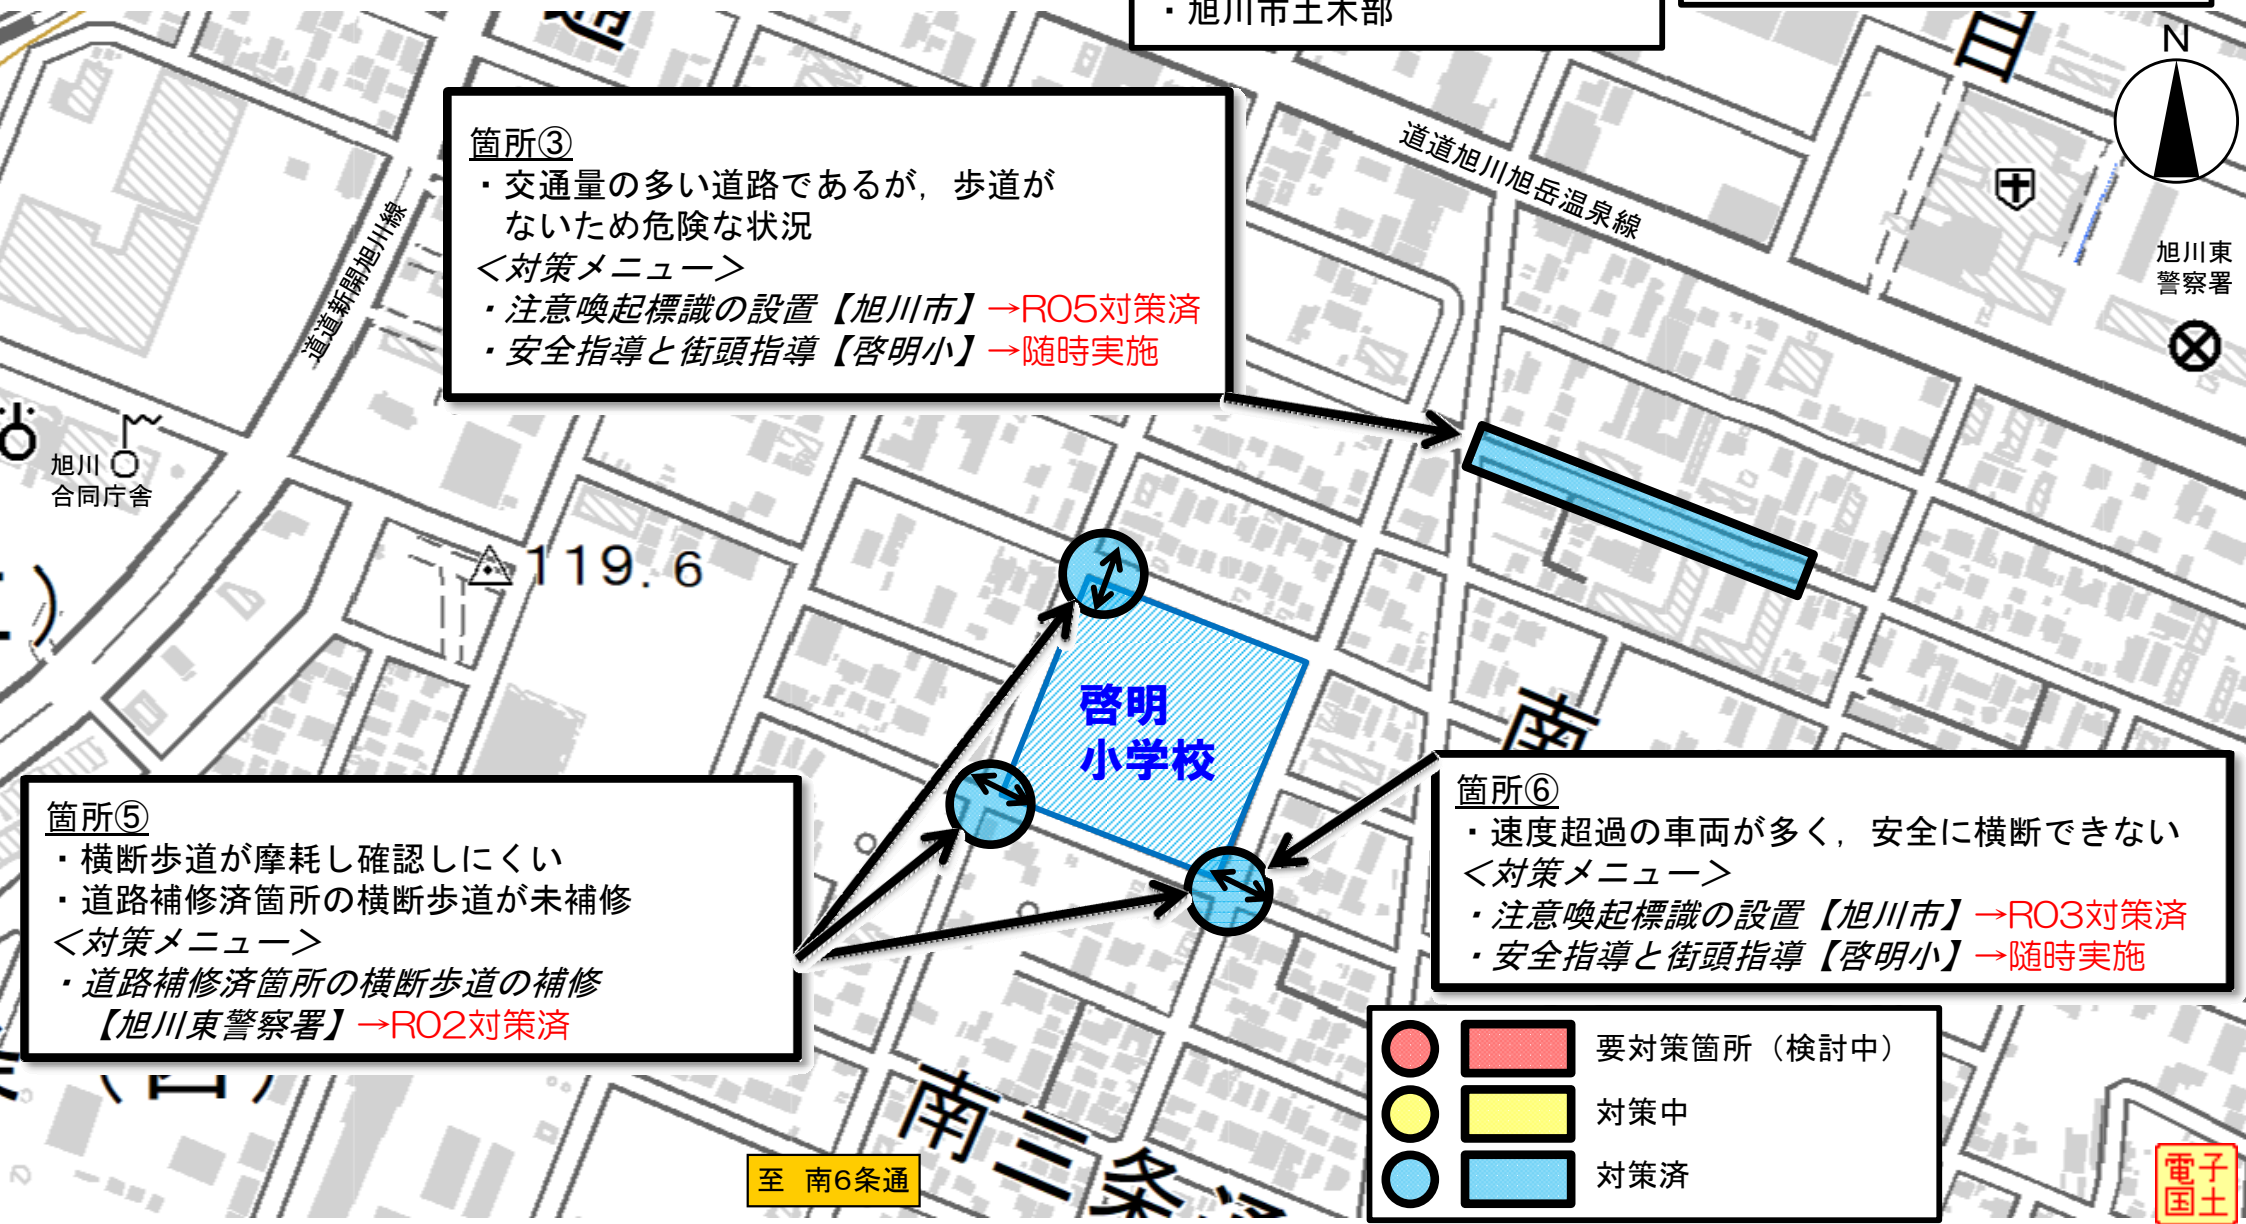 ・旭川市土木部
N
箇所③
・交通量の多い道路であるが，歩道が
ないため危険な状況
＜対策メニュー＞
・注意喚起標識の設置【旭川市】→R05対策済
・安全指導と街頭指導【啓明小】→随時実施
道道旭川旭岳温泉線
道道新開旭川線
旭川東
警察署
旭川
合同庁舎
119.6
啓明
小学校
南
箇所⑤
・横断歩道が摩耗し確認しにくい
・道路補修済箇所の横断歩道が未補修
＜対策メニュー＞
・道路補修済箇所の横断歩道の補修
【旭川東警察署】→R02対策済
箇所⑥
・速度超過の車両が多く，安全に横断できない
＜対策メニュー＞
・注意喚起標識の設置【旭川市】→R03対策済
・安全指導と街頭指導【啓明小】→随時実施
要対策箇所（検討中）
対策中
対策済
南三条通
至　南6条通
電子
国土